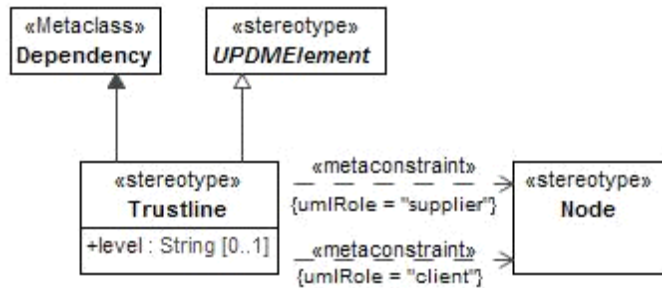 «Metaclass»
Dependency
«stereotype»
UPDMElement
«stereotype»
Trustline
+level : String [0..1]
«metaconstraint»
{umlRole = "supplier"}
«metaconstraint»
{umlRole = "client"}
«stereotype»
Node